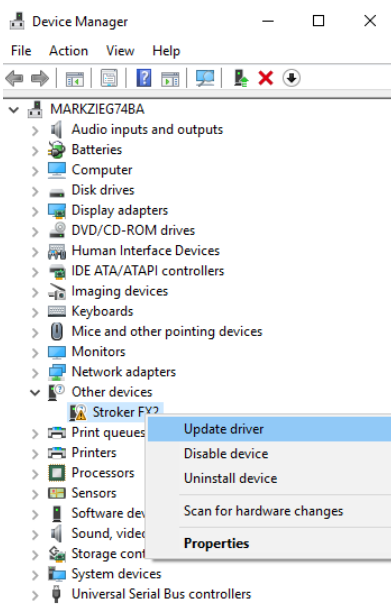 Device Manager
File Action View Help
MARKZIEG74BA
Audio inputs and outputs
Batteries
Computer
Disk drives
Display adapters
DVD/CD-ROM drives
Human Interface Devices
IDE ATA/ATAPI controllers
Imaging devices
Keyboards
Mice and other pointing devices
Monitors
Network adapters
Other devices
Stroker FX2
Update driver
Print queues
Disable device
Printers
Uninstall device
Processors
Sensors
Scan for hardware changes
Software dev
Sound, video
Properties
Storage cont
System devices
Universal Serial Bus controllers